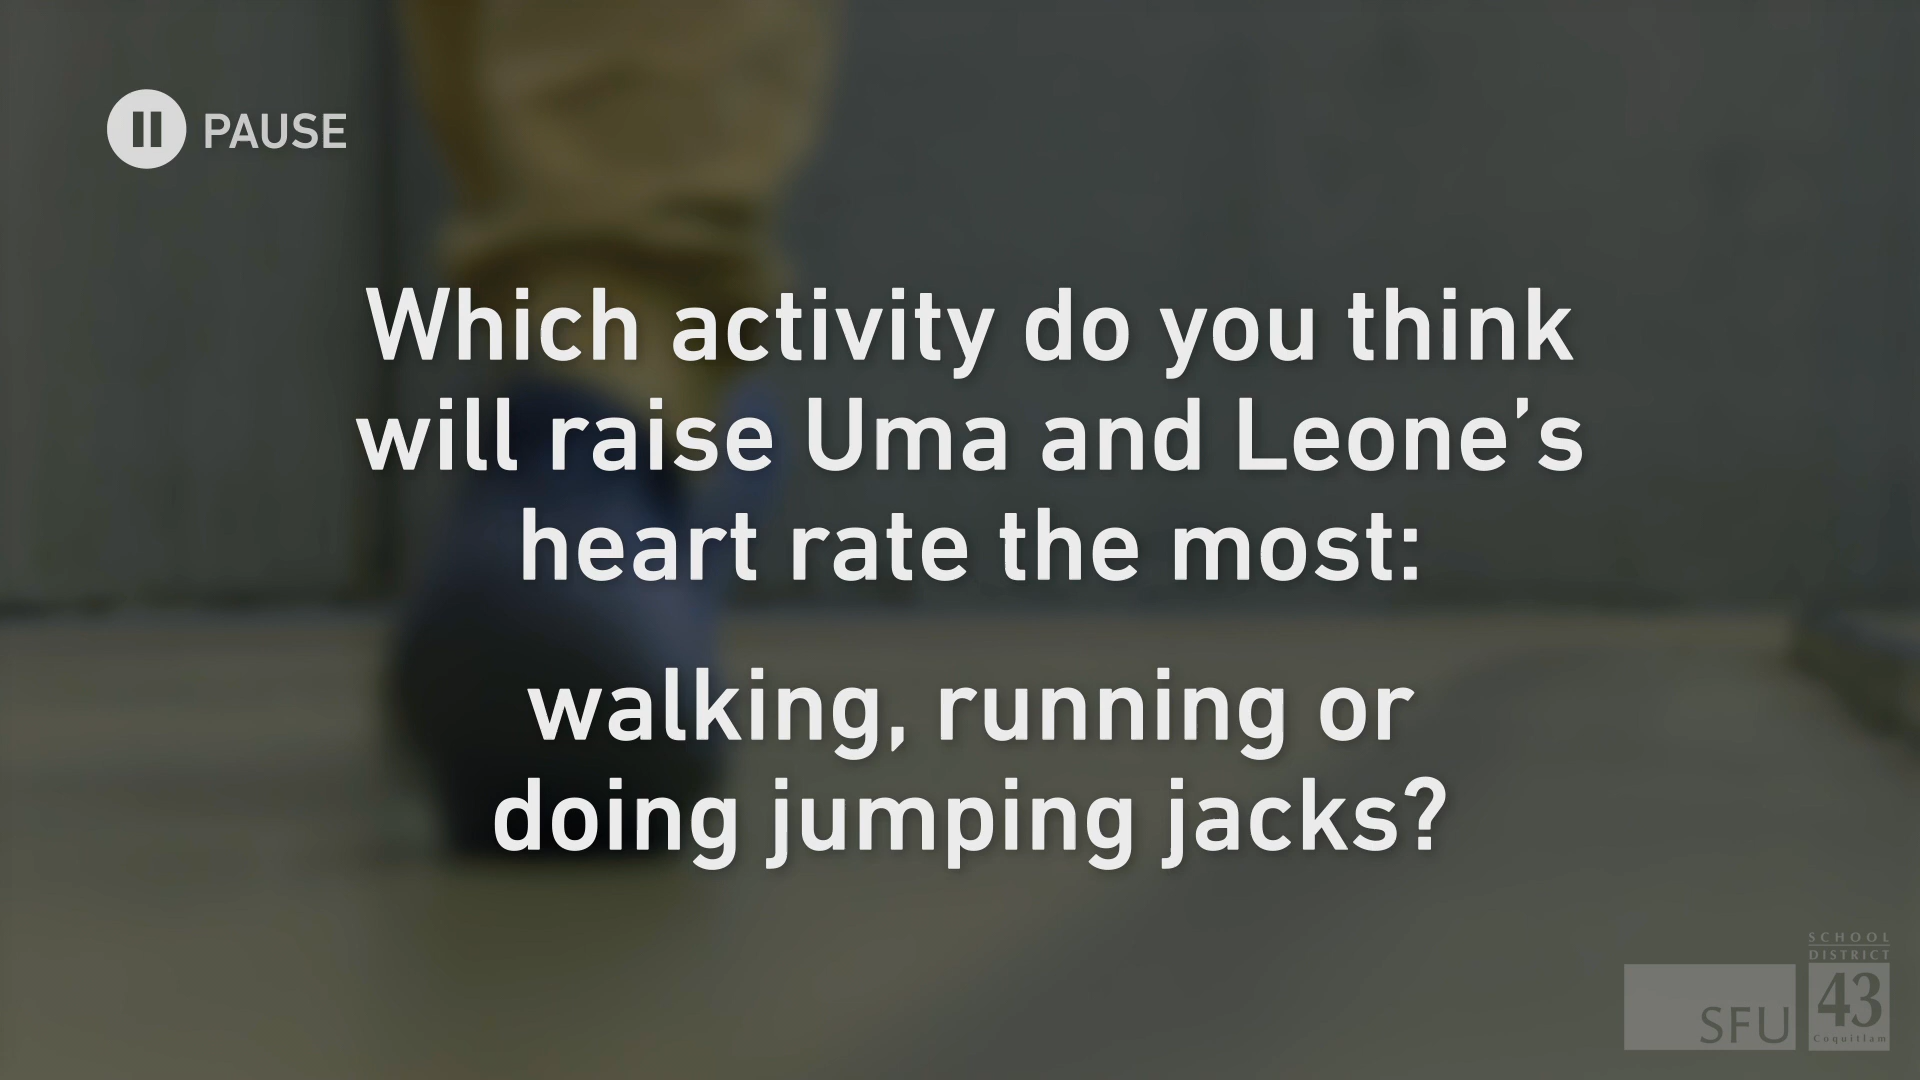 PAUSE
Which activity do you think
will raise Uma and Leone’s
heart rate the most:
walking, running or
doing jumping jacks?
SCHOOL
DISTRICT
SFU
43
Coquitlam